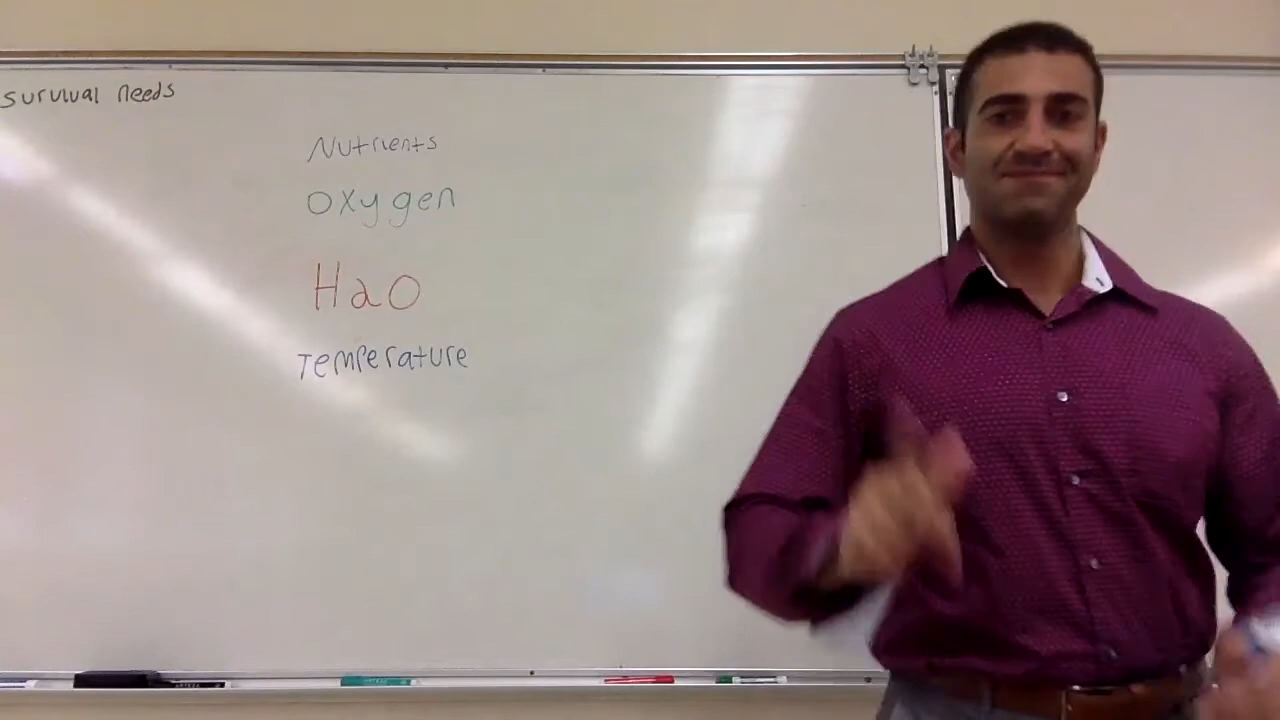 survival needs
Nutrients
oxygen
H2O
Temperature